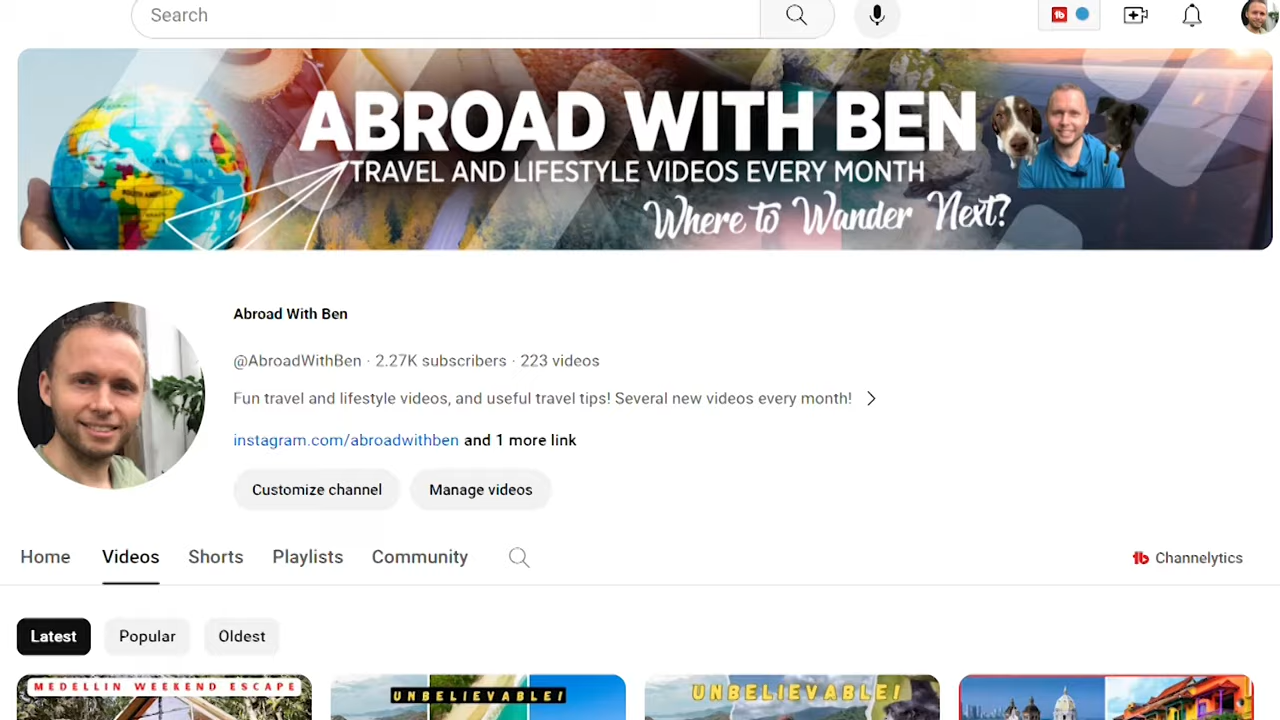 Search
ABROAD WITH BEN
TRAVEL AND LIFESTYLE VIDEOS EVERY MONTH
Where to Wander Next?
SOUTH AMERICA
Abroad With Ben
@AbroadWithBen · 2.27K subscribers · 223 videos
Fun travel and lifestyle videos, and useful travel tips! Several new videos every month!
instagram.com/abroadwithben and 1 more link
Customize channel Manage videos
Home Videos Shorts Playlists Community
Channelytics
Latest Popular Oldest
MEDELLIN WEEKEND ESCAPE
UNBELIEVABLE!
UNBELIEVABLE!